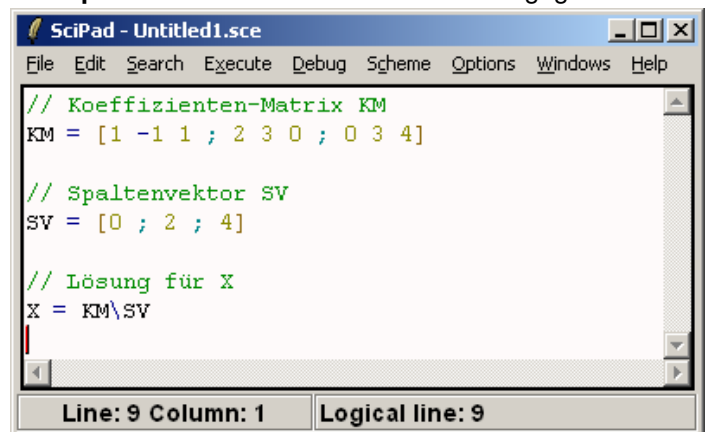 SciPad - Untitled1.sce
File Edit Search Execute Debug Scheme Options Windows Help
// Koeffizienten-Matrix KM
KM = [1 -1 1 ; 2 3 0 ; 0 3 4]
// Spaltenvektor SV
SV = [0 ; 2 ; 4]
// Lösung für X
X = KM\SV
Line: 9 Column: 1 Logical line: 9